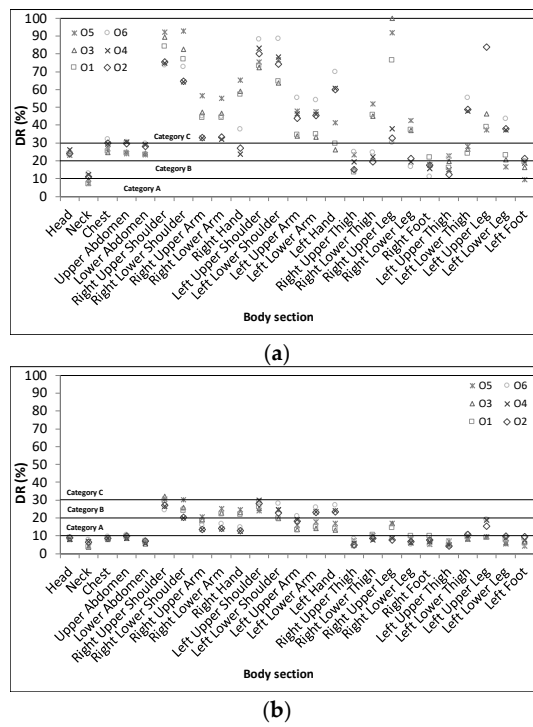 (a)
DR (%)
100
90
80
70
60
50
40
30
20
10
0
O5 O6
O3 O4
O1 O2
Category C
Category B
Category A
Head
Neck
Chest
Upper Abdomen
Lower Abdomen
Right Upper Shoulder
Right Lower Shoulder
Right Upper Arm
Right Lower Arm
Right Hand
Left Upper Shoulder
Left Lower Shoulder
Left Upper Arm
Left Lower Arm
Left Hand
Right Upper Thigh
Right Lower Thigh
Right Upper Leg
Right Lower Leg
Right Foot
Left Upper Thigh
Left Lower Thigh
Left Upper Leg
Left Lower Leg
Left Foot
Body section
(a)
DR (%)
100
90
80
70
60
50
40
30
20
10
0
O5 O6
O3 O4
O1 O2
Category C
Category B
Category A
Head
Neck
Chest
Upper Abdomen
Lower Abdomen
Right Upper Shoulder
Right Lower Shoulder
Right Upper Arm
Right Lower Arm
Right Hand
Left Upper Shoulder
Left Lower Shoulder
Left Upper Arm
Left Lower Arm
Left Hand
Right Upper Thigh
Right Lower Thigh
Right Upper Leg
Right Lower Leg
Right Foot
Left Upper Thigh
Left Lower Thigh
Left Upper Leg
Left Lower Leg
Left Foot
Body section
(b)